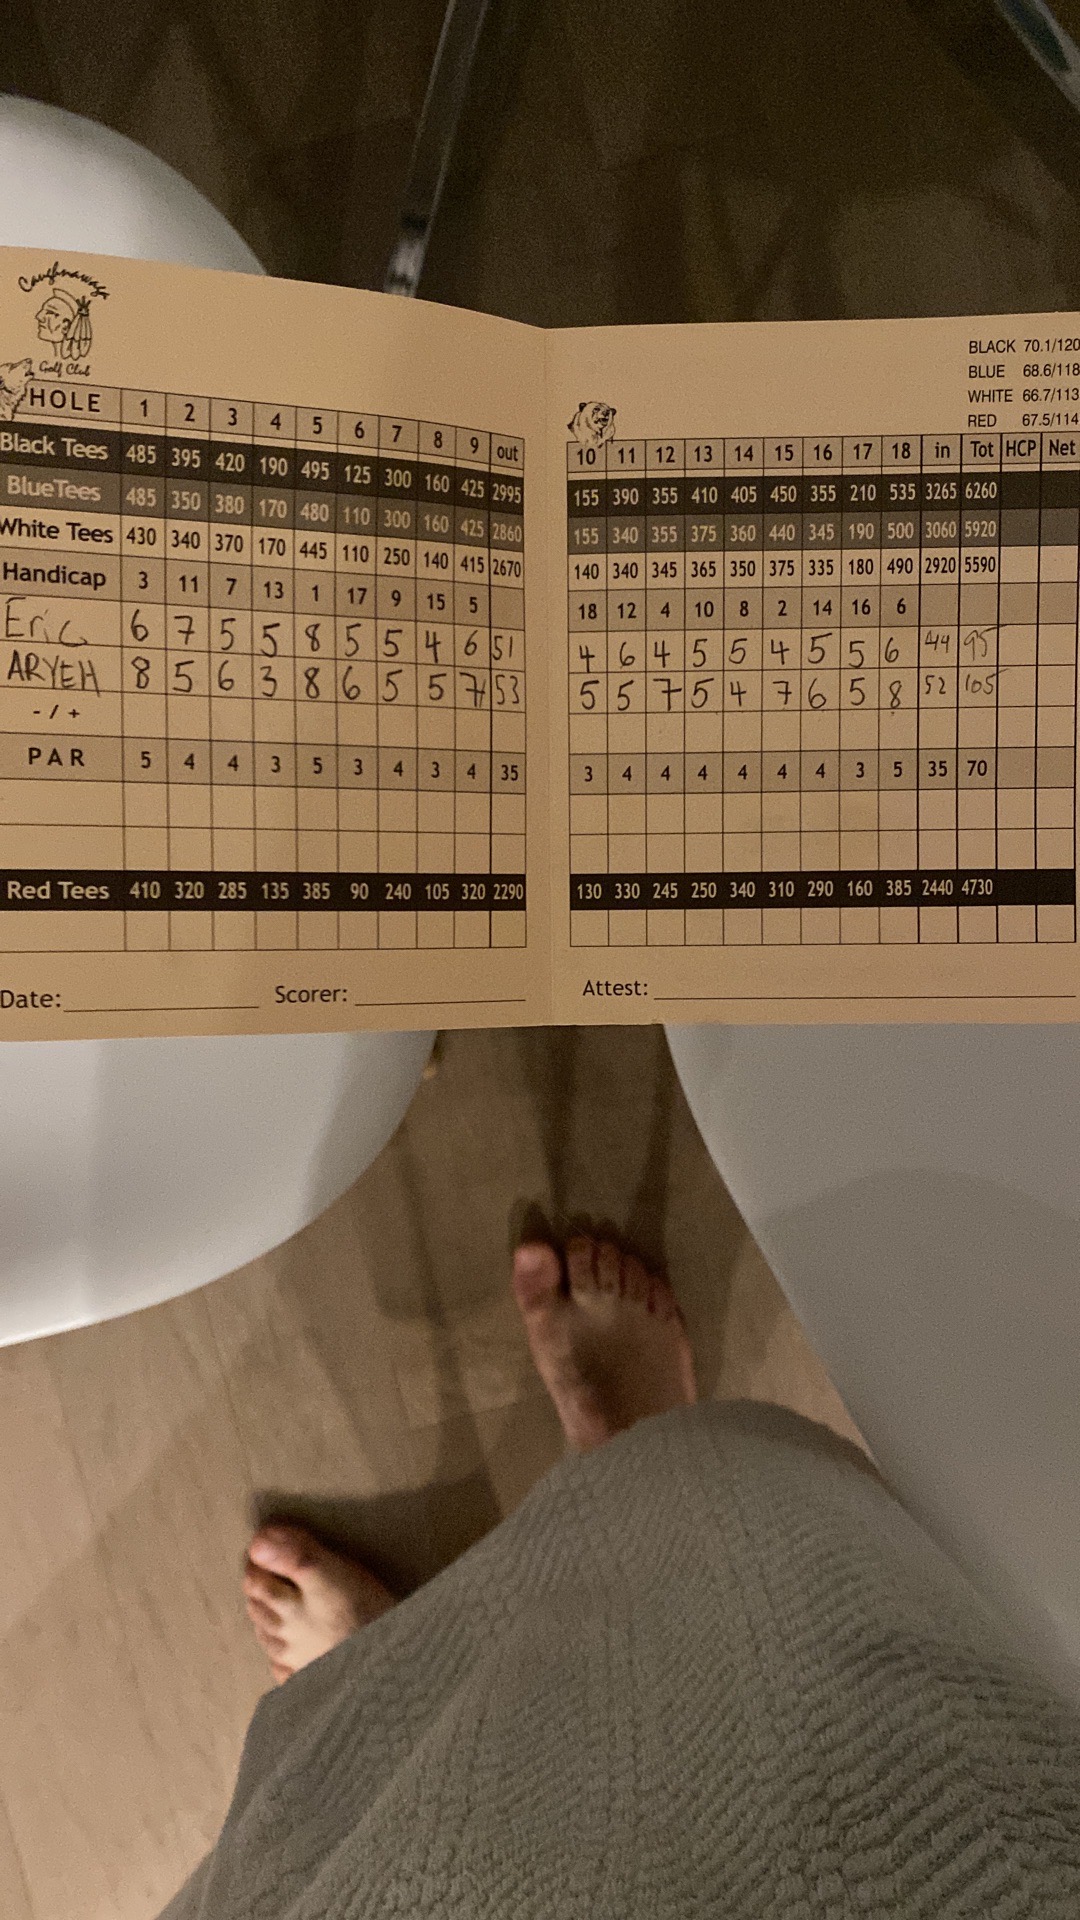 Caughnawaga
Golf Club
BLACK 70.1/120
BLUE 68.6/118
WHITE 66.7/113
RED 67.5/114
HOLE 1 2 3 4 5 6 7 8 9 out 10 11 12 13 14 15 16 17 18 in Tot HCP Net
Black Tees 485 395 420 190 495 125 300 160 425 2995 155 390 355 410 405 450 355 210 535 3265 6260
BlueTees 485 350 380 170 480 110 300 160 425 2860 155 340 355 375 360 440 345 190 500 3060 5920
White Tees 430 340 370 170 445 110 250 140 415 2670 140 340 345 365 350 375 335 180 490 2920 5590
Handicap 3 11 7 13 1 17 9 15 5 18 12 4 10 8 2 14 16 6
Eric 6 7 5 5 8 5 5 4 6 51 4 6 4 5 5 4 5 5 6 44 95
ARYEH 8 5 6 3 8 6 5 5 7 53 5 5 7 5 4 7 6 5 8 52 105
- / +
PAR 5 4 4 3 5 3 4 3 4 35 3 4 4 4 4 4 4 3 5 35 70
Red Tees 410 320 285 135 385 90 240 105 320 2290 130 330 245 250 340 310 290 160 385 2440 4730
Date: Scorer: Attest: